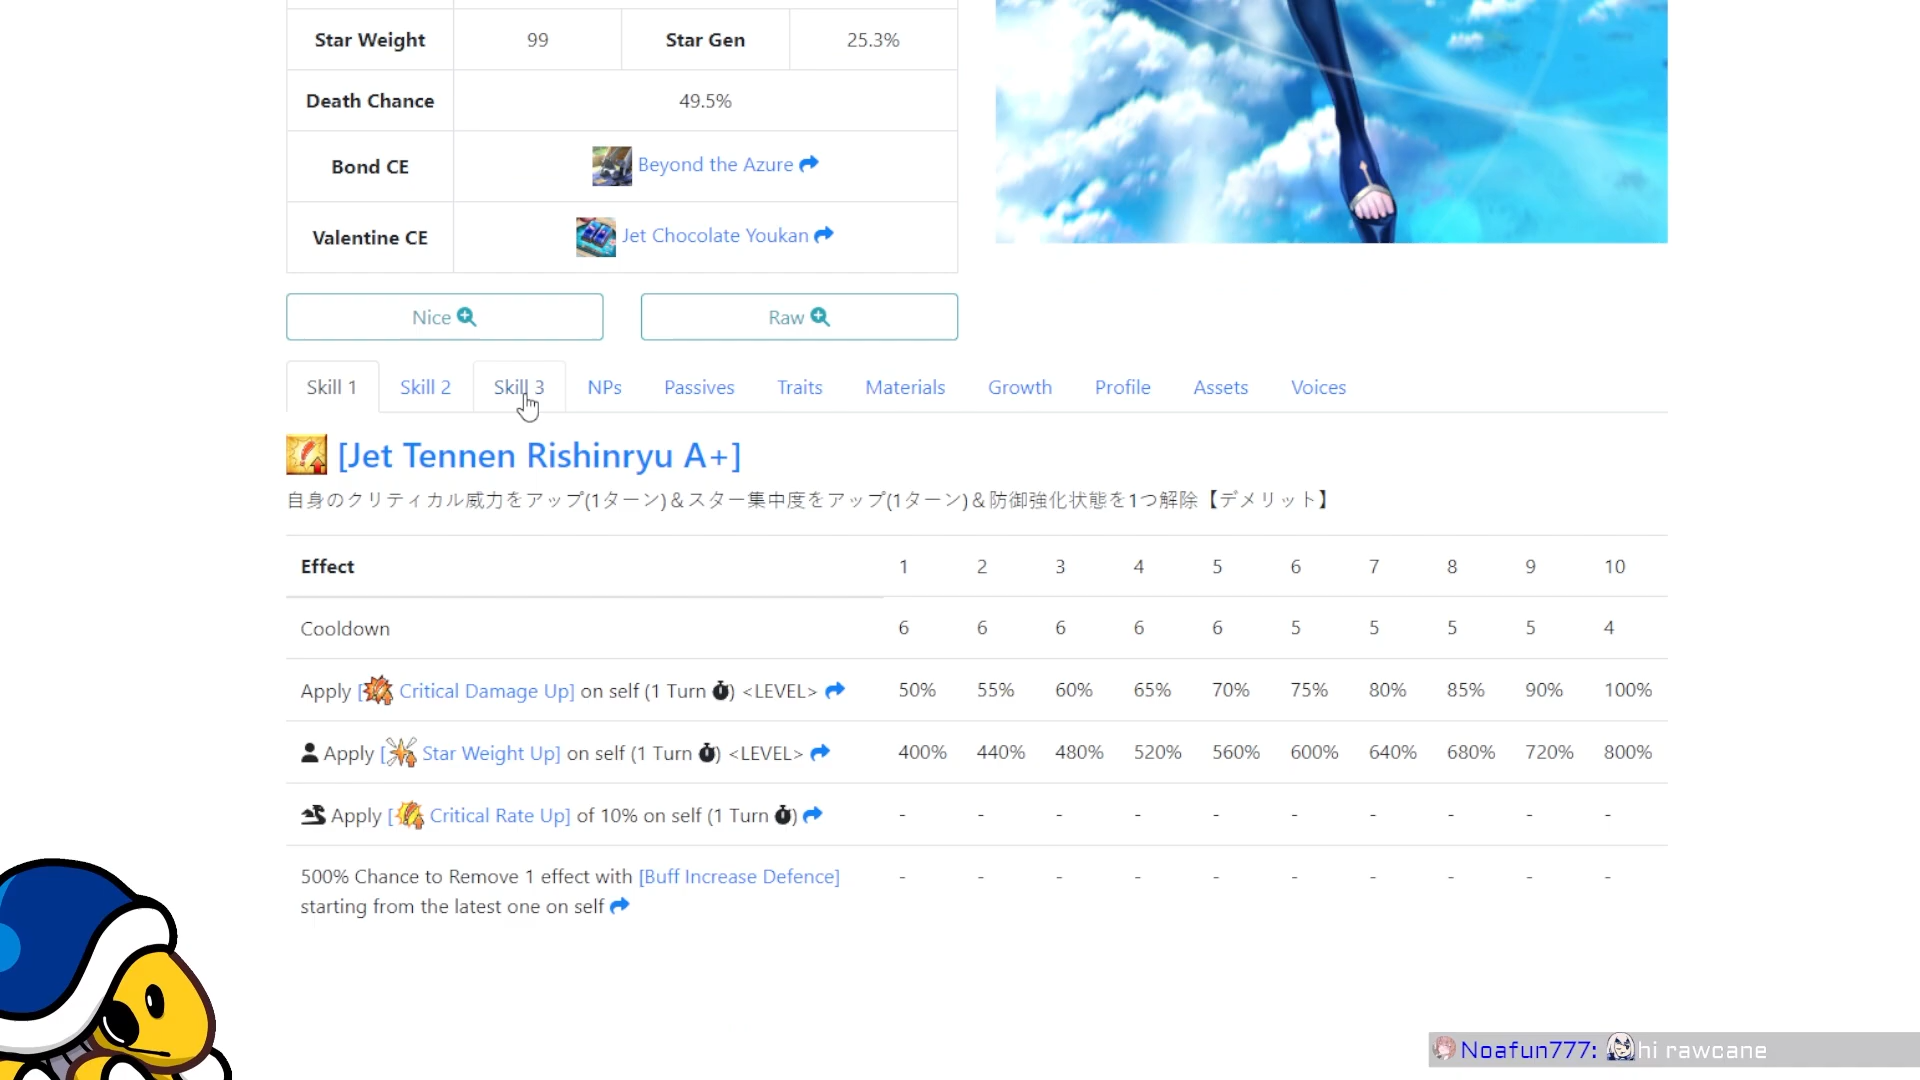 Star Weight 99 Star Gen 25.3%
Death Chance 49.5%
Bond CE Beyond the Azure
Valentine CE Jet Chocolate Youkan
Nice Raw
Skill 1 Skill 2 Skill 3 NPs Passives Traits Materials Growth Profile Assets Voices
[Jet Tennen Rishinryu A+]
自身のクリティカル威力をアップ(1ターン)＆スター集中度をアップ(1ターン)＆防御強化状態を1つ解除【デメリット】
Effect 1 2 3 4 5 6 7 8 9 10
Cooldown 6 6 6 6 6 5 5 5 5 4
Apply [Critical Damage Up] on self (1 Turn) <LEVEL> 50% 55% 60% 65% 70% 75% 80% 85% 90% 100%
Apply [Star Weight Up] on self (1 Turn) <LEVEL> 400% 440% 480% 520% 560% 600% 640% 680% 720% 800%
Apply [Critical Rate Up] of 10% on self (1 Turn) - - - - - - - - - -
500% Chance to Remove 1 effect with [Buff Increase Defence] - - - - - - - - - -
starting from the latest one on self
Noafun777: hi rawcane